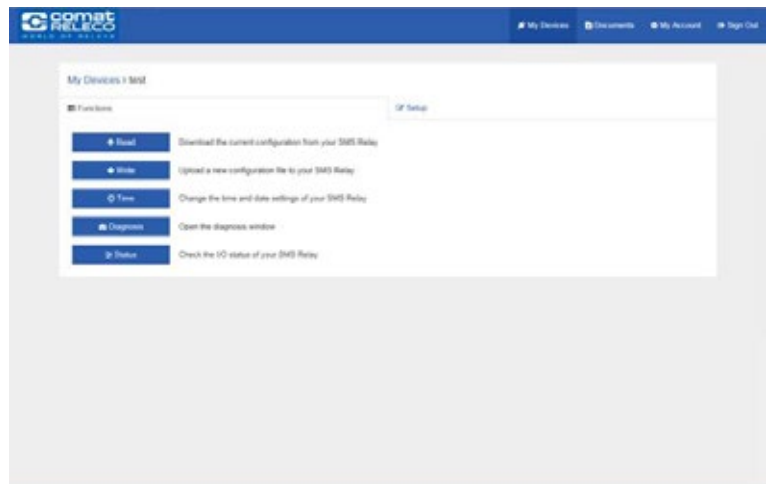 comat
RELECO
WORLD OF RELAYS
My Devices Documents My Account Sign Out
My Devices > test
Functions Setup
Read Download the current configuration from your SMS Relay
Write Upload a new configuration file to your SMS Relay
Time Change the time and date settings of your SMS Relay
Diagnosis Open the diagnosis window
Status Check the I/O status of your SMS Relay